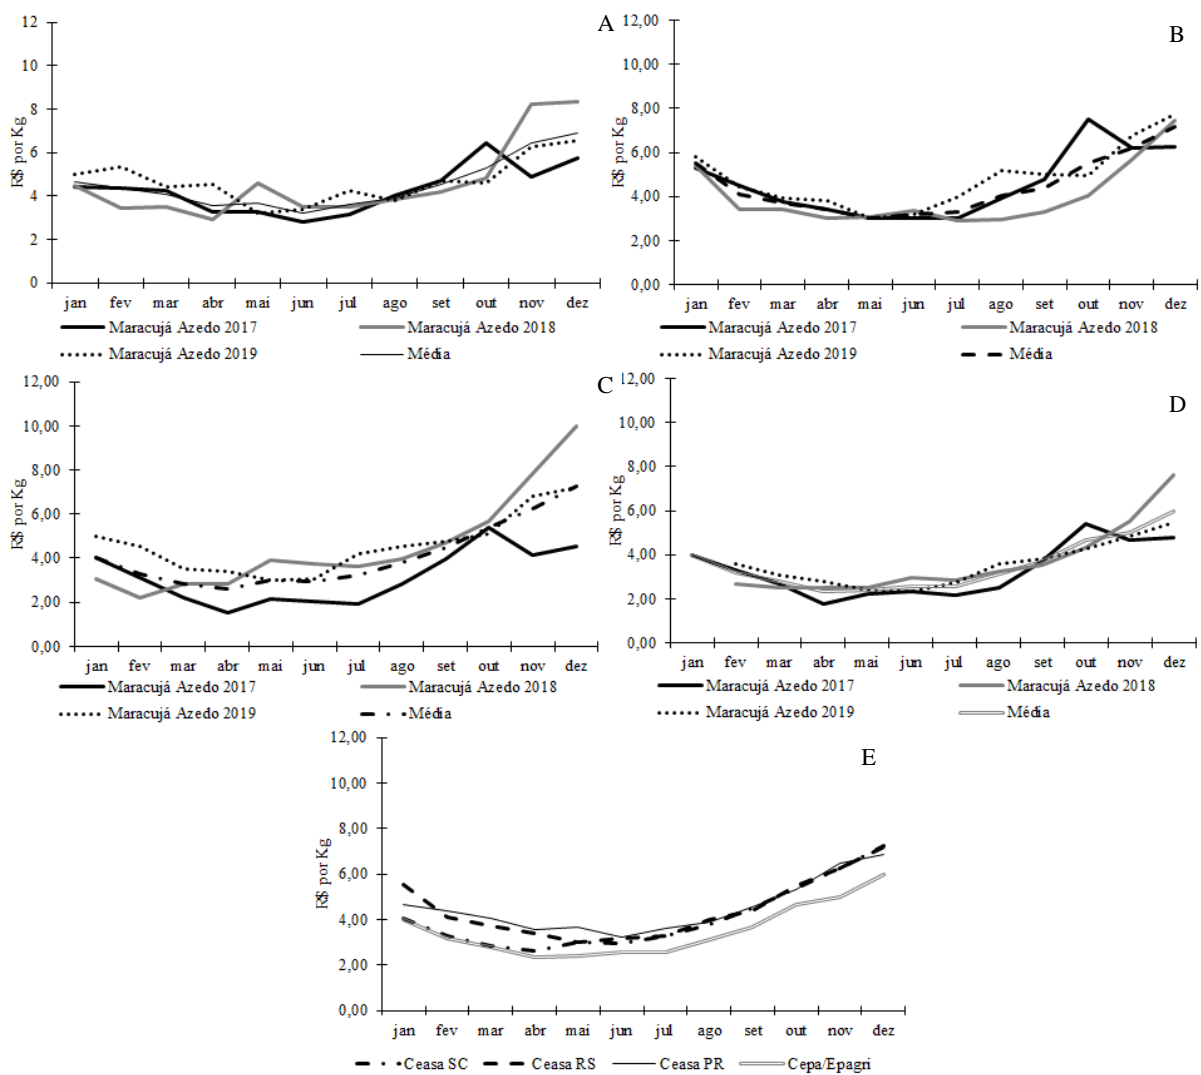 A
12
10
8
6
4
2
0
R$ por Kg
jan fev mar abr mai jun jul ago set out nov dez
Maracujá Azedo 2017 Maracujá Azedo 2018
Maracujá Azedo 2019 Média
B
12,00
10,00
8,00
6,00
4,00
2,00
0,00
R$ por Kg
jan fev mar abr mai jun jul ago set out nov dez
Maracujá Azedo 2017 Maracujá Azedo 2018
Maracujá Azedo 2019 Média
C
12,00
10,00
8,00
6,00
4,00
2,00
0,00
R$ por Kg
jan fev mar abr mai jun jul ago set out nov dez
Maracujá Azedo 2017 Maracujá Azedo 2018
Maracujá Azedo 2019 Média
D
12,00
10,00
8,00
6,00
4,00
2,00
0,00
R$ por Kg
jan fev mar abr mai jun jul ago set out nov dez
Maracujá Azedo 2017 Maracujá Azedo 2018
Maracujá Azedo 2019 Média
E
12,00
10,00
8,00
6,00
4,00
2,00
0,00
R$ por Kg
jan fev mar abr mai jun jul ago set out nov dez
Ceasa SC Ceasa RS Ceasa PR Cepa/Epagri